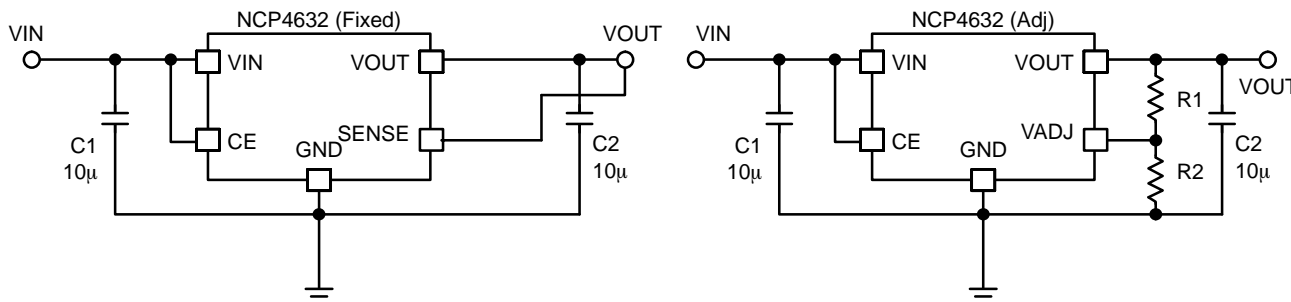 NCP4632 (Fixed)
VIN
VOUT
VIN
VOUT
CE
SENSE
GND
C1
10μ
C2
10μ
NCP4632 (Adj)
VIN
VOUT
VIN
VOUT
R1
CE
VADJ
GND
R2
C1
10μ
C2
10μ